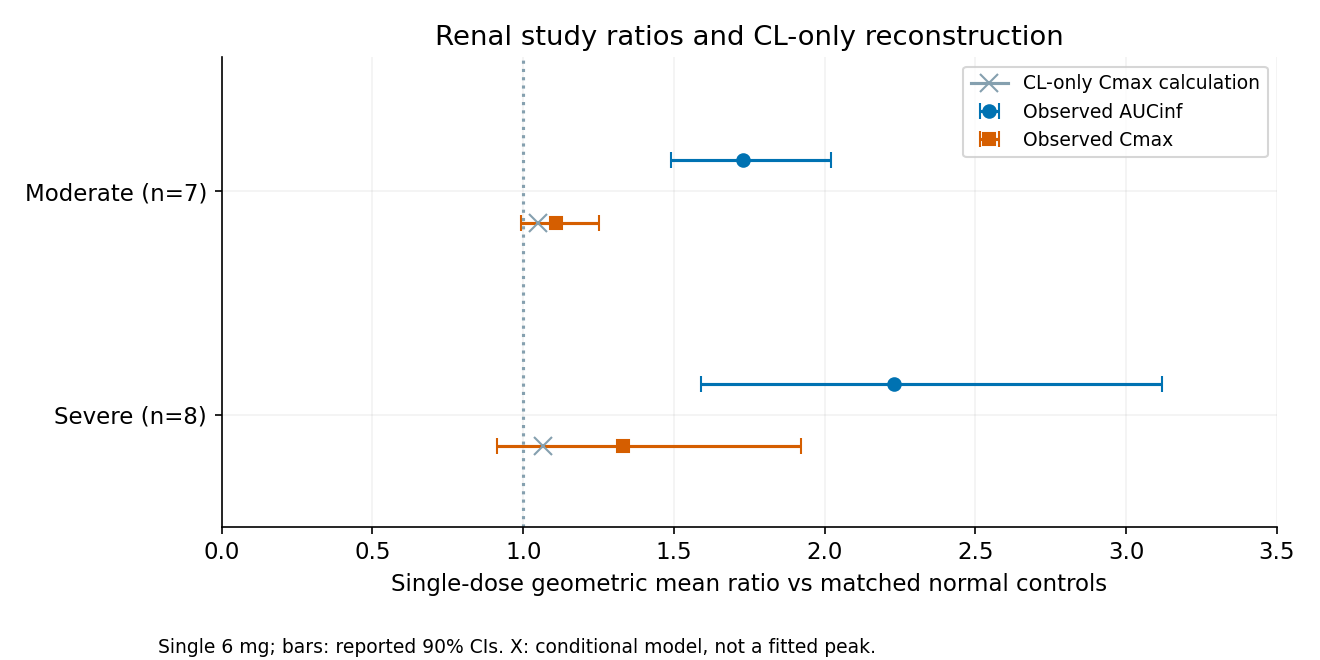 Renal study ratios and CL-only reconstruction
CL-only Cmax calculation
Observed AUCinf
Observed Cmax
Moderate (n=7)
Severe (n=8)
0.0 0.5 1.0 1.5 2.0 2.5 3.0 3.5
Single-dose geometric mean ratio vs matched normal controls
Single 6 mg; bars: reported 90% CIs. X: conditional model, not a fitted peak.